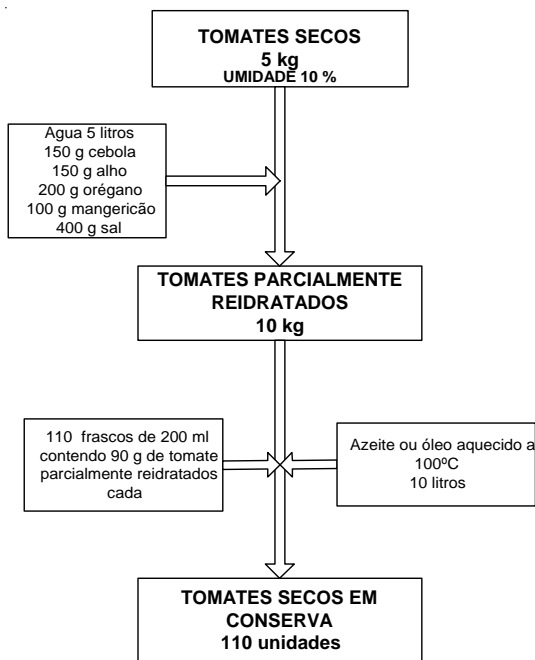 TOMATES SECOS
5 kg
UMIDADE 10 %
Agua 5 litros
150 g cebola
150 g alho
200 g orégano
100 g mangericão
400 g sal
TOMATES PARCIALMENTE
REIDRATADOS
10 kg
110 frascos de 200 ml
contendo 90 g de tomate
parcialmente reidratados
cada
Azeite ou óleo aquecido a
100ºC
10 litros
TOMATES SECOS EM
CONSERVA
110 unidades